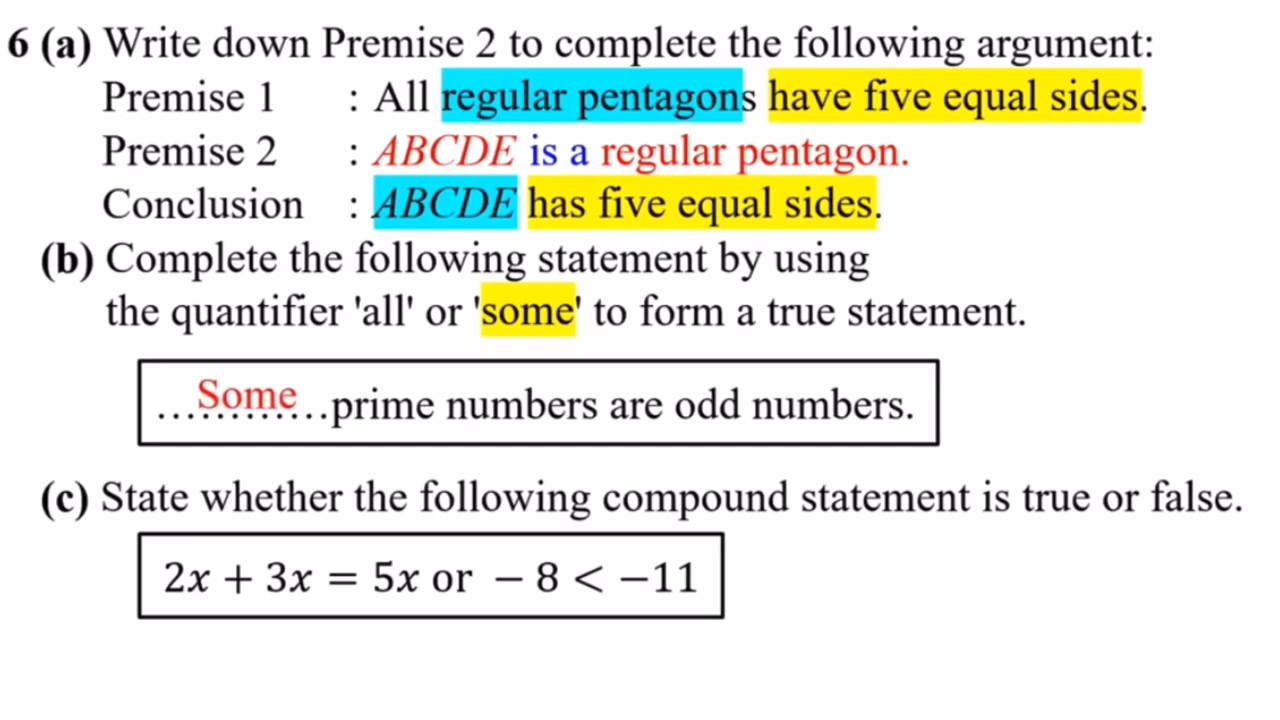 6 (a) Write down Premise 2 to complete the following argument:
Premise 1 : All regular pentagons have five equal sides.
Premise 2 : ABCDE is a regular pentagon.
Conclusion : ABCDE has five equal sides.
(b) Complete the following statement by using
the quantifier 'all' or 'some' to form a true statement.
...Some...prime numbers are odd numbers.
(c) State whether the following compound statement is true or false.
2x + 3x = 5x or − 8 < −11